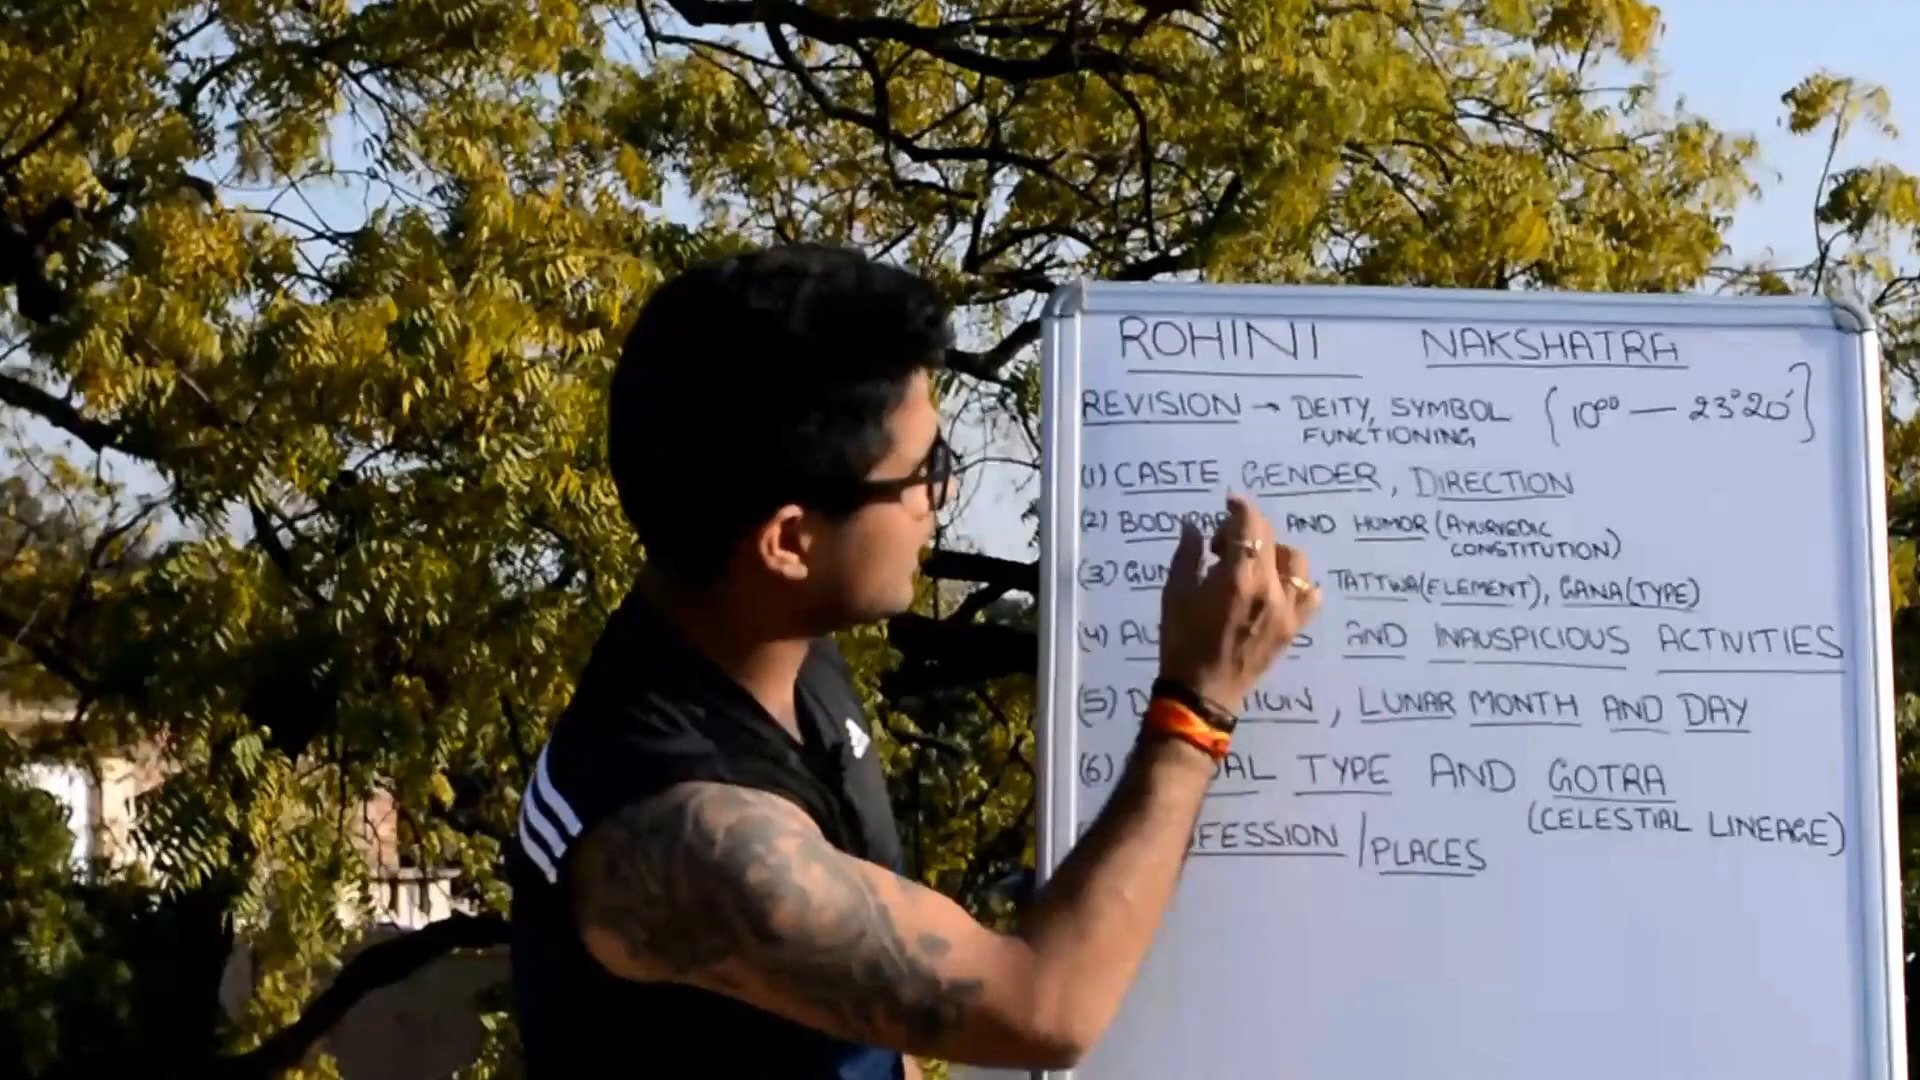 ROHINI NAKSHATRA
REVISION → DEITY, SYMBOL {10°00 — 23°20'}
FUNCTIONING
(1) CASTE, GENDER, DIRECTION
(2) AND HUMOR (AYURVEDIC
CONSTITUTION)
(3) TATTWA(ELEMENT), GANA(TYPE)
(4) AND INAUSPICIOUS ACTIVITIES
(5) , LUNAR MONTH AND DAY
(6) TYPE AND GOTRA
(CELESTIAL LINEAGE)
/PLACES